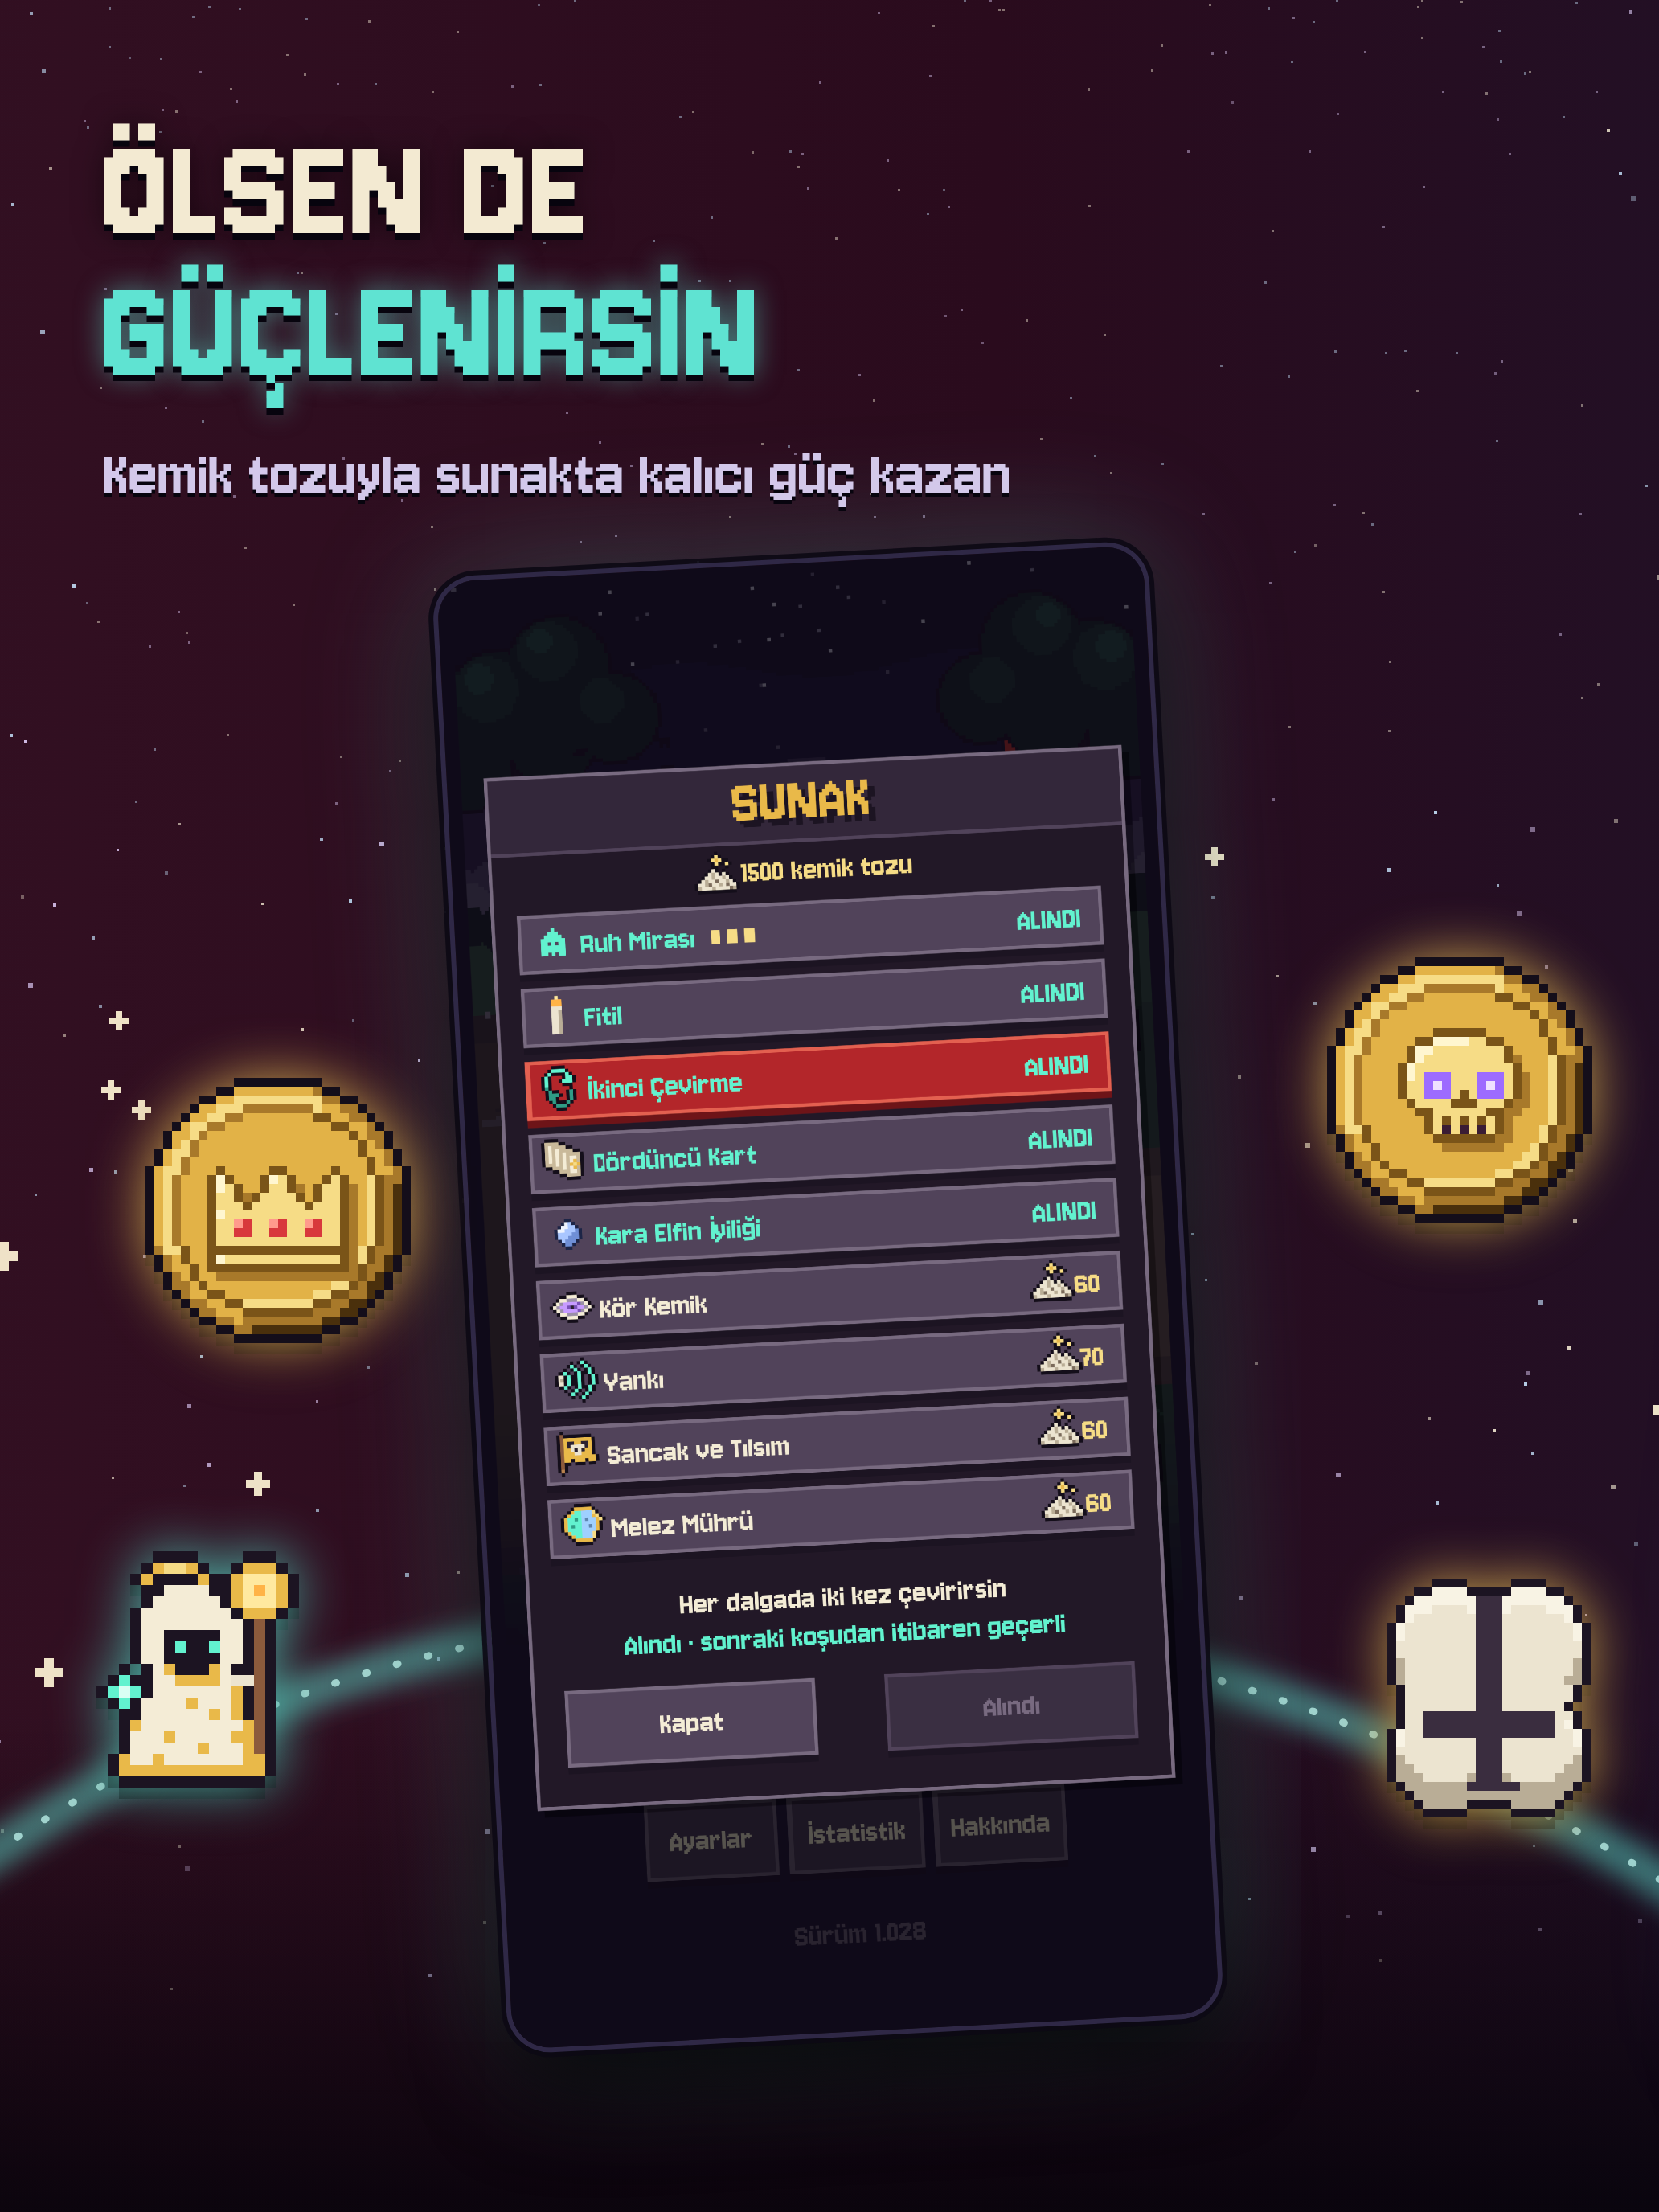 ÖLSEN DE
GÜÇLENİRSİN
Kemik tozuyla sunakta kalıcı güç kazan
SUNAK
1500 kemik tozu
Ruh Mirası ALINDI
Fitil ALINDI
İkinci Çevirme ALINDI
Dördüncü Kart ALINDI
Kara Elfin İyiliği ALINDI
Kör Kemik 60
Yankı 70
Sancak ve Tılsım 60
Melez Mührü 60
Her dalgada iki kez çevirirsin
Alındı · sonraki koşudan itibaren geçerli
Kapat Alındı
Ayarlar İstatistik Hakkında
Sürüm 1.028